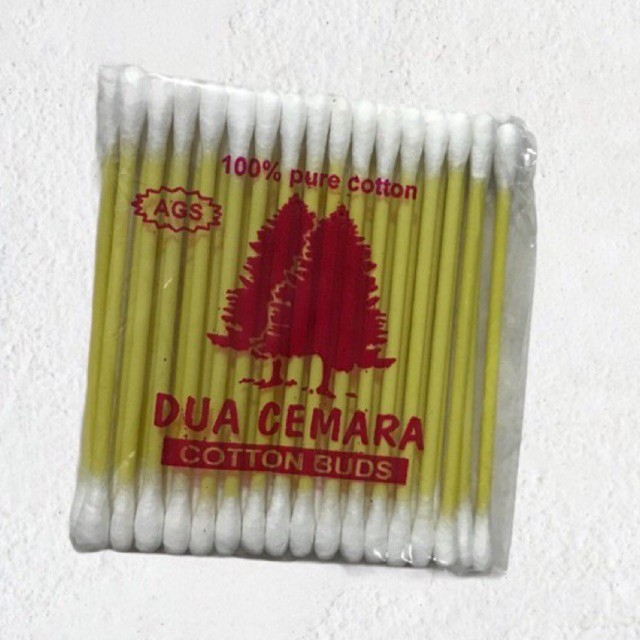 100% pure cotton
AGS
DUA CEMARA
COTTON BUDS